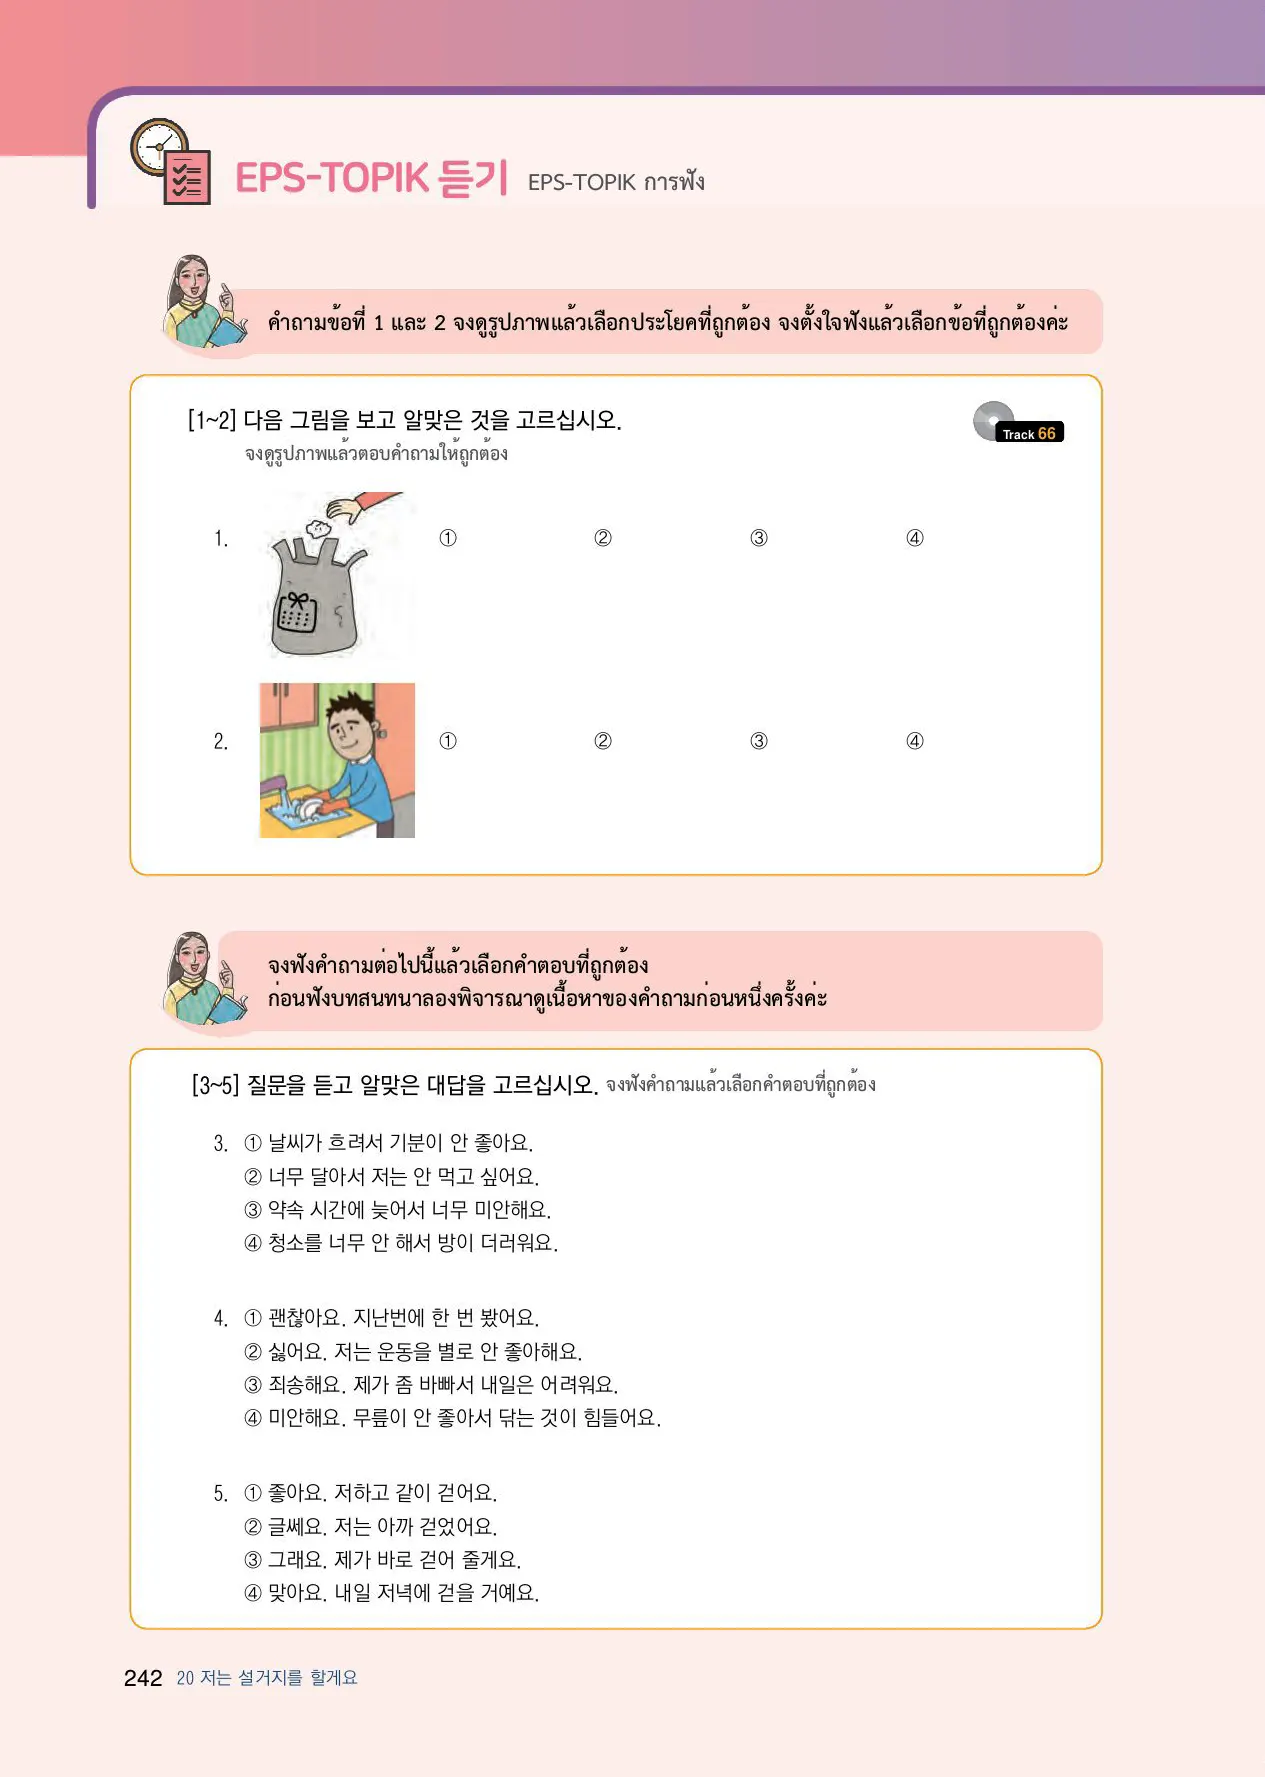 EPS-TOPIK 듣기 EPS-TOPIK การฟัง
คำถามข้อที่ 1 และ 2 จงดูรูปภาพแล้วเลือกประโยคที่ถูกต้อง จงตั้งใจฟังแล้วเลือกข้อที่ถูกต้องค่ะ
[1~2] 다음 그림을 보고 알맞은 것을 고르십시오.
Track 66
จงดูรูปภาพแล้วตอบคำถามให้ถูกต้อง
1. ① ② ③ ④
2. ① ② ③ ④
จงฟังคำถามต่อไปนี้แล้วเลือกคำตอบที่ถูกต้อง
ก่อนฟังบทสนทนาลองพิจารณาดูเนื้อหาของคำถามก่อนหนึ่งครั้งค่ะ
[3~5] 질문을 듣고 알맞은 대답을 고르십시오. จงฟังคำถามแล้วเลือกคำตอบที่ถูกต้อง
3. ① 날씨가 흐려서 기분이 안 좋아요.
② 너무 달아서 저는 안 먹고 싶어요.
③ 약속 시간에 늦어서 너무 미안해요.
④ 청소를 너무 안 해서 방이 더러워요.
4. ① 괜찮아요. 지난번에 한 번 봤어요.
② 싫어요. 저는 운동을 별로 안 좋아해요.
③ 죄송해요. 제가 좀 바빠서 내일은 어려워요.
④ 미안해요. 무릎이 안 좋아서 닦는 것이 힘들어요.
5. ① 좋아요. 저하고 같이 걷어요.
② 글쎄요. 저는 아까 걷었어요.
③ 그래요. 제가 바로 걷어 줄게요.
④ 맞아요. 내일 저녁에 걷을 거예요.
242 20 저는 설거지를 할게요